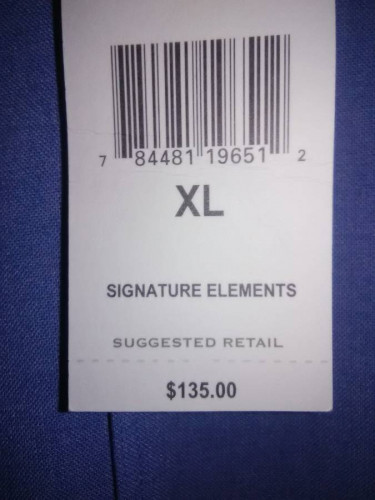 7 84481 19651 2
XL
SIGNATURE ELEMENTS
SUGGESTED RETAIL
$135.00